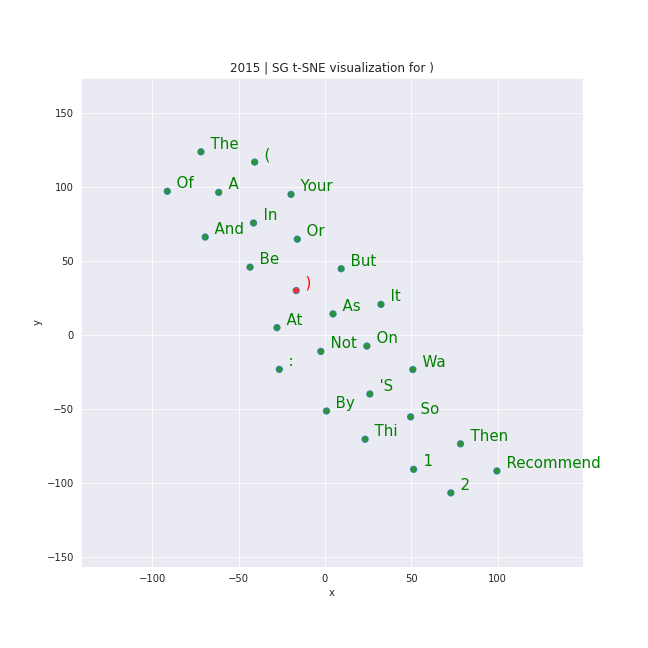 2015 | SG t-SNE visualization for )
150
100
50
0
−50
−100
−150
y
The
(
Of
A
Your
In
And
Or
Be
But
)
It
As
At
Not
On
:
Wa
'S
By
So
Thi
Then
1
Recommend
2
−100
−50
0
50
100
x